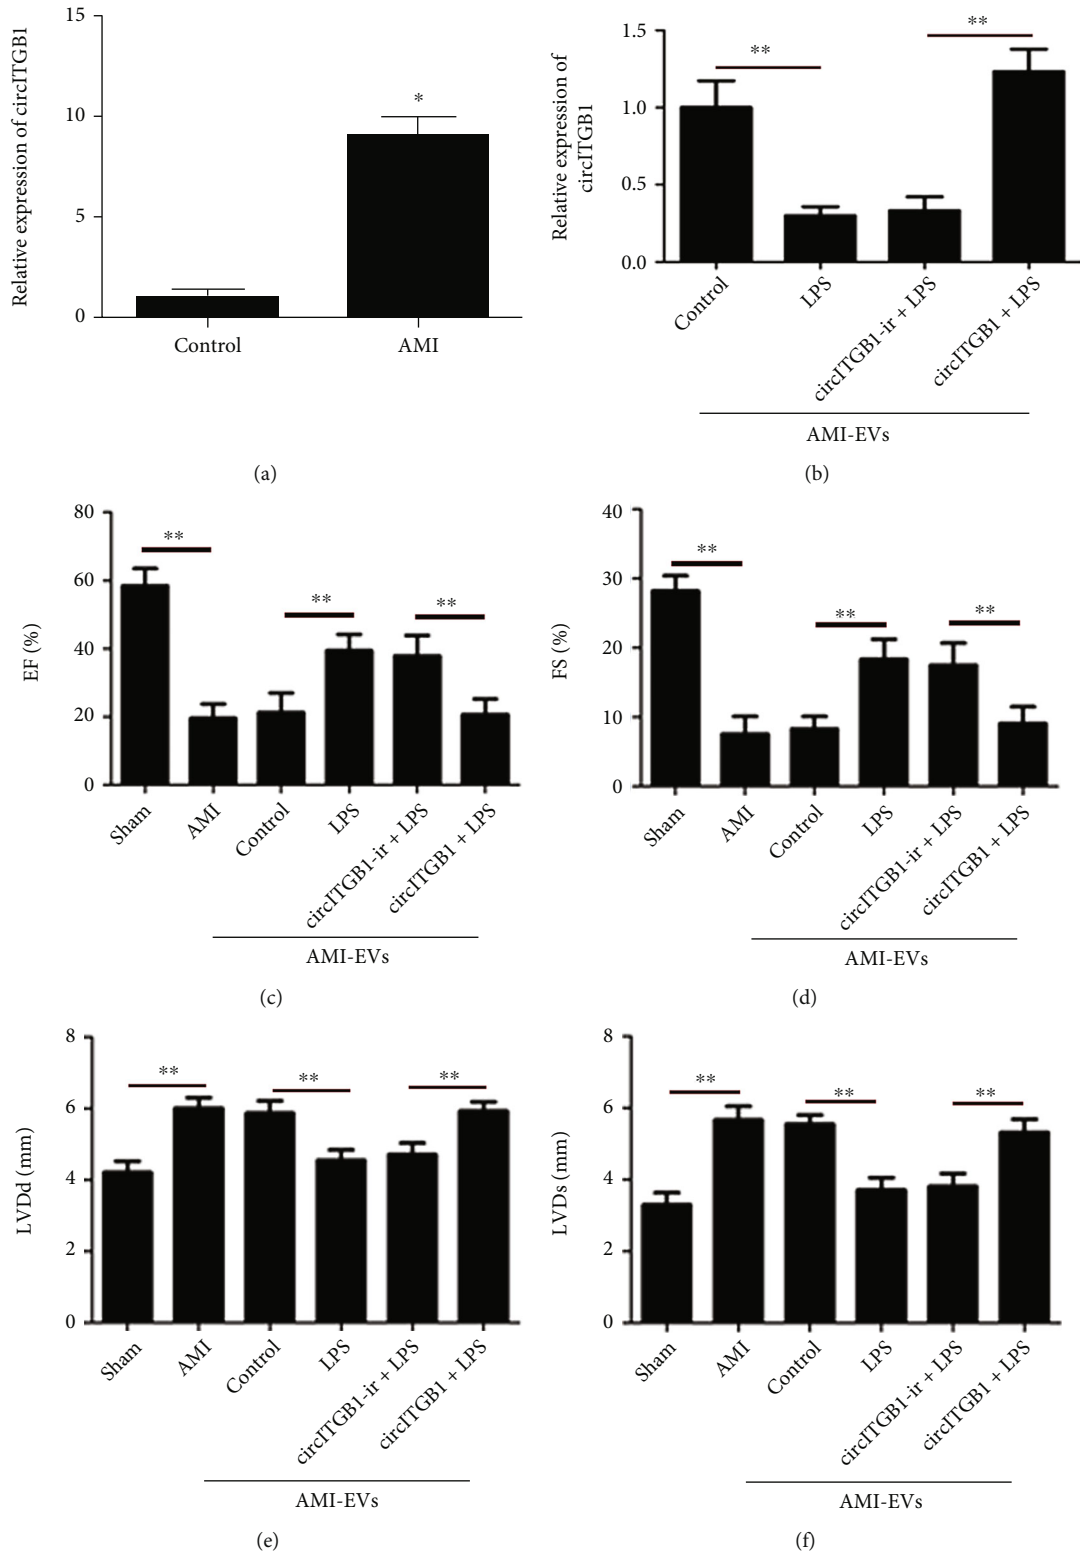 Relative expression of circITGB1
15
10
5
0
*
Control
AMI
(a)
Relative expression of
circITGB1
1.5
1.0
0.5
0.0
**
**
Control
LPS
circITGB1-ir + LPS
circITGB1 + LPS
AMI-EVs
(b)
EF (%)
80
60
40
20
0
**
**
**
Sham
AMI
Control
LPS
circITGB1-ir + LPS
circITGB1 + LPS
AMI-EVs
(c)
FS (%)
40
30
20
10
0
**
**
**
Sham
AMI
Control
LPS
circITGB1-ir + LPS
circITGB1 + LPS
AMI-EVs
(d)
LVDd (mm)
8
6
4
2
0
**
**
**
Sham
AMI
Control
LPS
circITGB1-ir + LPS
circITGB1 + LPS
AMI-EVs
(e)
LVDs (mm)
8
6
4
2
0
**
**
**
Sham
AMI
Control
LPS
circITGB1-ir + LPS
circITGB1 + LPS
AMI-EVs
(f)